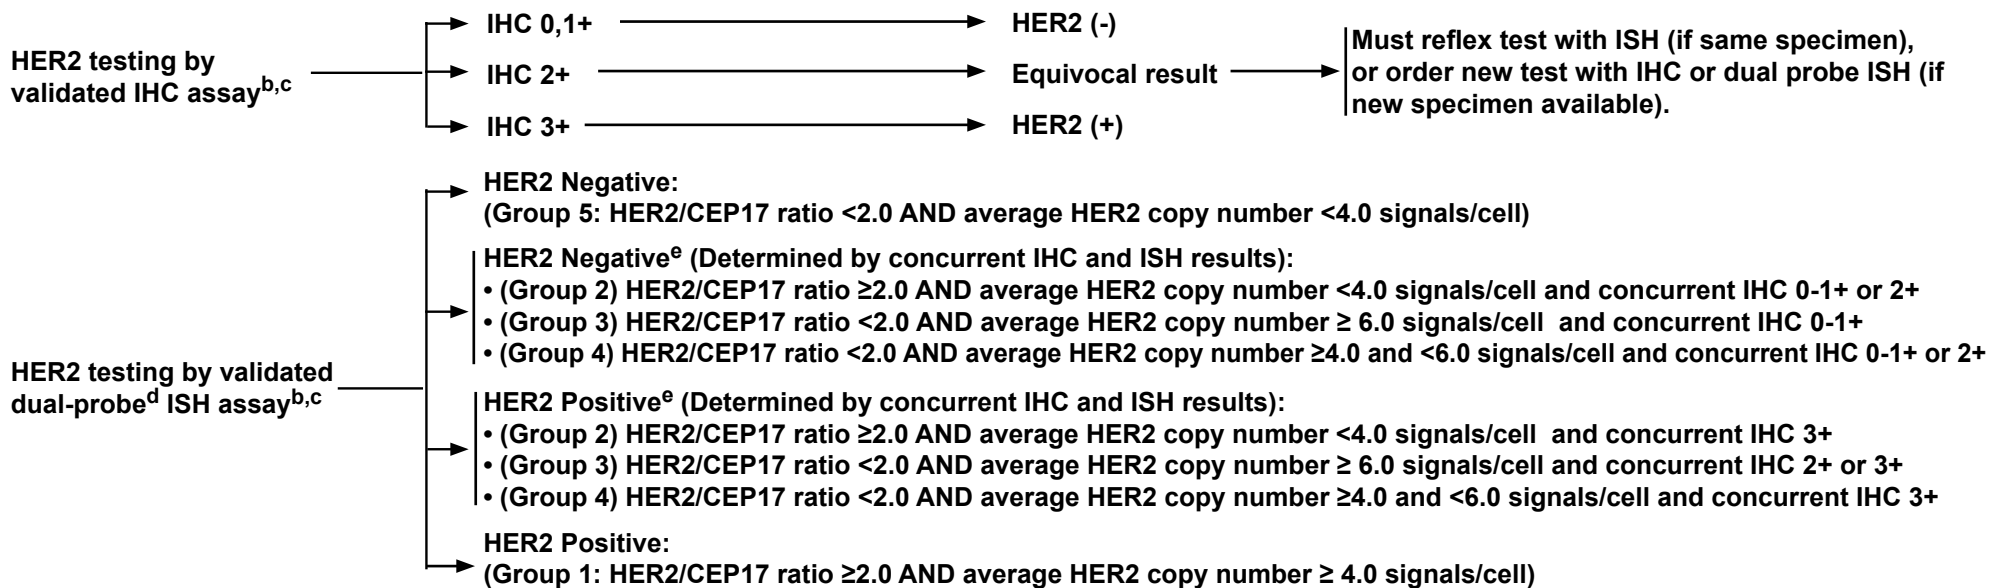 HER2 testing by
validated IHC assayb,c
IHC 0,1+
HER2 (-)
IHC 2+
Equivocal result
Must reflex test with ISH (if same specimen),
or order new test with IHC or dual probe ISH (if
new specimen available).
IHC 3+
HER2 (+)
HER2 testing by validated
dual-probed ISH assayb,c
HER2 Negative:
(Group 5: HER2/CEP17 ratio <2.0 AND average HER2 copy number <4.0 signals/cell)
HER2 Negativee (Determined by concurrent IHC and ISH results):
• (Group 2) HER2/CEP17 ratio ≥2.0 AND average HER2 copy number <4.0 signals/cell and concurrent IHC 0-1+ or 2+
• (Group 3) HER2/CEP17 ratio <2.0 AND average HER2 copy number ≥ 6.0 signals/cell and concurrent IHC 0-1+
• (Group 4) HER2/CEP17 ratio <2.0 AND average HER2 copy number ≥4.0 and <6.0 signals/cell and concurrent IHC 0-1+ or 2+
HER2 Positivee (Determined by concurrent IHC and ISH results):
• (Group 2) HER2/CEP17 ratio ≥2.0 AND average HER2 copy number <4.0 signals/cell and concurrent IHC 3+
• (Group 3) HER2/CEP17 ratio <2.0 AND average HER2 copy number ≥ 6.0 signals/cell and concurrent IHC 2+ or 3+
• (Group 4) HER2/CEP17 ratio <2.0 AND average HER2 copy number ≥4.0 and <6.0 signals/cell and concurrent IHC 3+
HER2 Positive:
(Group 1: HER2/CEP17 ratio ≥2.0 AND average HER2 copy number ≥ 4.0 signals/cell)